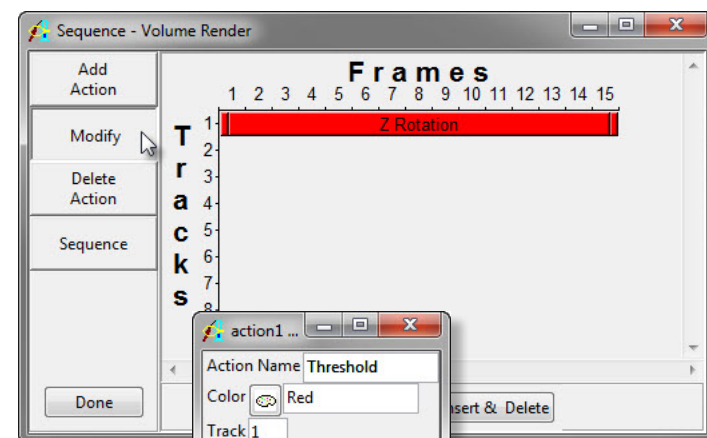 Sequence - Volume Render
Add
Action
Modify
Delete
Action
Sequence
Done
Frames
1 2 3 4 5 6 7 8 9 10 11 12 13 14 15
Tracks
1
Z Rotation
2
3
4
5
6
7
8
action1 ...
Action Name Threshold
Color Red
Track 1
nsert & Delete